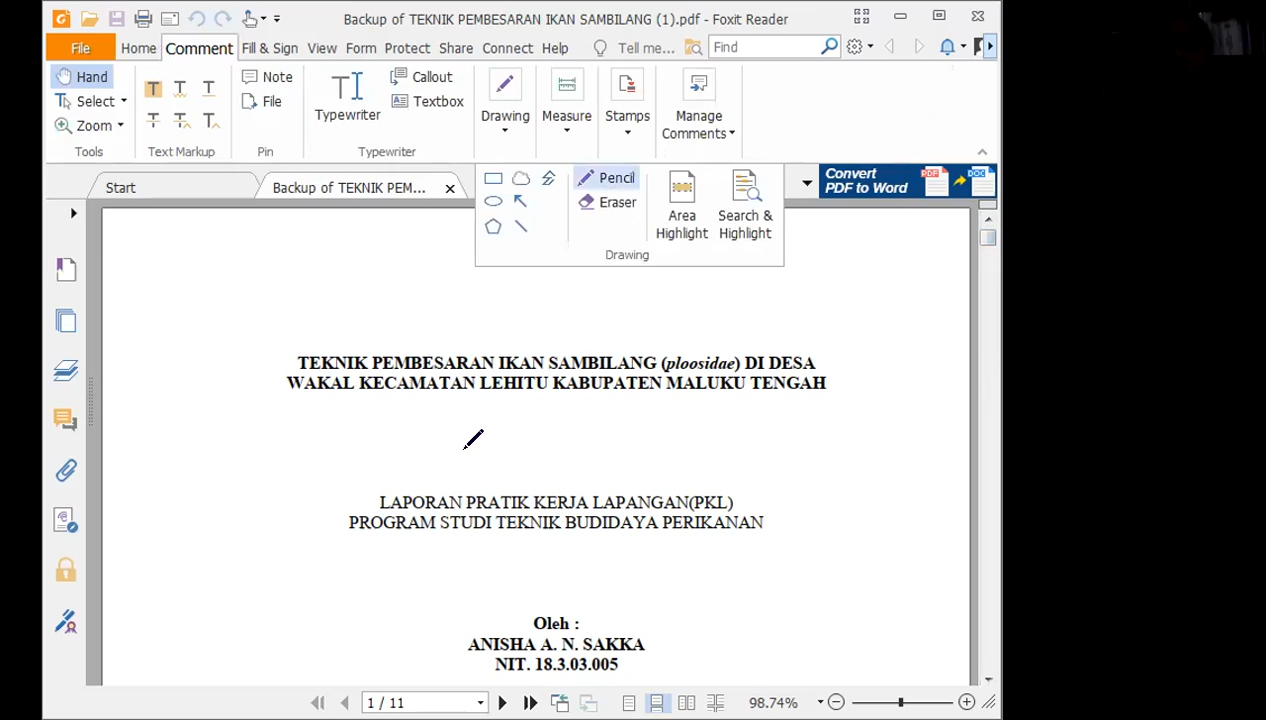 Backup of TEKNIK PEMBESARAN IKAN SAMBILANG (1).pdf - Foxit Reader
File Home Comment Fill & Sign View Form Protect Share Connect Help Tell me... Find
Hand
Select
Zoom
Tools
Text Markup
Note
File
Pin
Typewriter
Callout
Textbox
Typewriter
Drawing
Measure
Stamps
Manage
Comments
Start
Backup of TEKNIK PEM...
Pencil
Eraser
Area
Highlight
Search &
Highlight
Drawing
Convert
PDF to Word
PDF
DOC
TEKNIK PEMBESARAN IKAN SAMBILANG (ploosidae) DI DESA
WAKAL KECAMATAN LEHITU KABUPATEN MALUKU TENGAH
LAPORAN PRATIK KERJA LAPANGAN(PKL)
PROGRAM STUDI TEKNIK BUDIDAYA PERIKANAN
Oleh :
ANISHA A. N. SAKKA
NIT. 18.3.03.005
1 / 11
98.74%